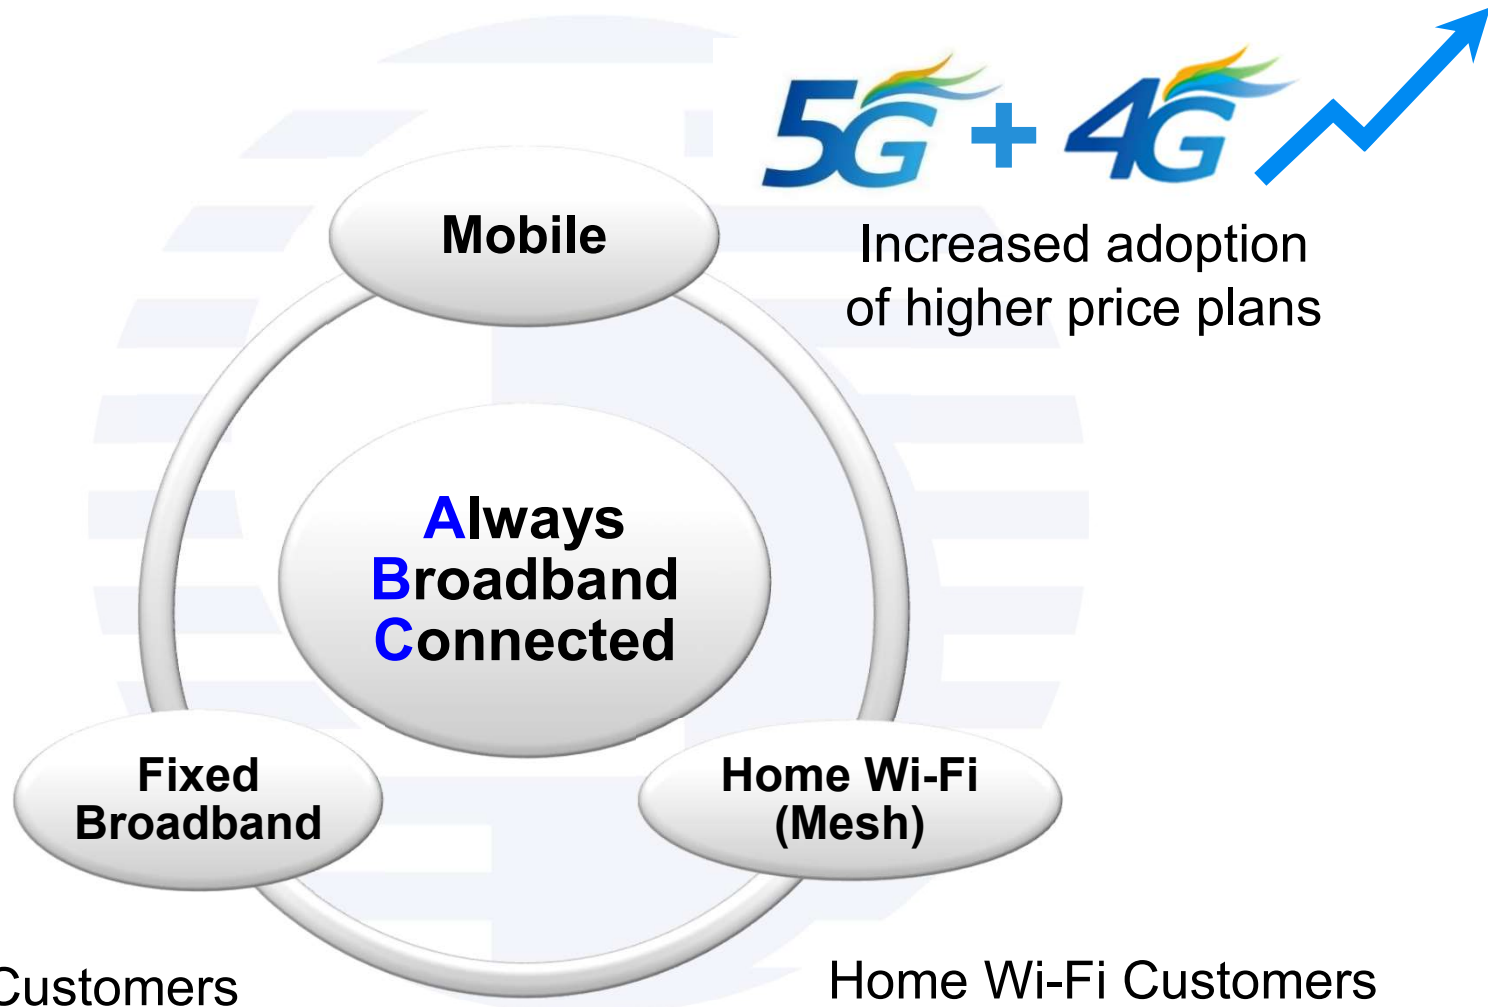 5G + 4G
Mobile
Increased adoption
of higher price plans
Always
Broadband
Connected
Fixed
Broadband
Home Wi-Fi
(Mesh)
Customers
Home Wi-Fi Customers